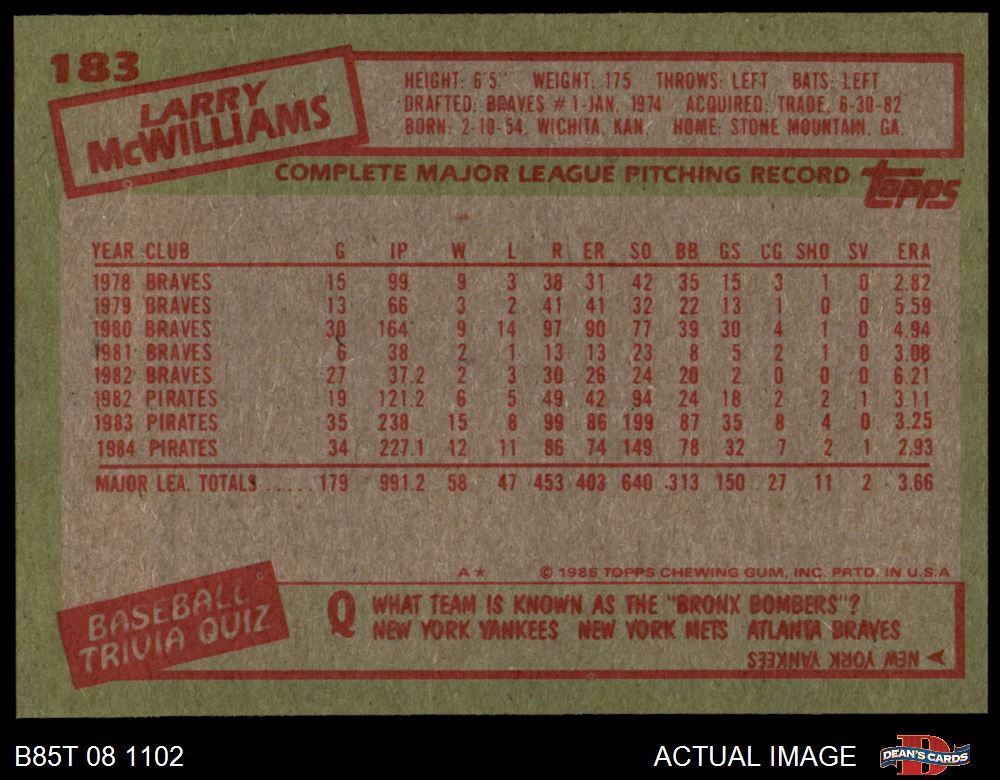 183
LARRY
McWILLIAMS
HEIGHT: 6'5" WEIGHT: 175 THROWS: LEFT BATS: LEFT
DRAFTED: BRAVES #1-JAN, 1974 ACQUIRED: TRADE, 6-30-82
BORN: 2-10-54, WICHITA, KAN. HOME: STONE MOUNTAIN, GA.
COMPLETE MAJOR LEAGUE PITCHING RECORD topps
YEAR CLUB G IP W L R ER SO BB GS CG SHO SV ERA
1978 BRAVES 15 99 9 3 38 31 42 35 15 3 1 0 2.82
1979 BRAVES 13 66 3 2 41 41 32 22 13 1 0 0 5.59
1980 BRAVES 30 164 9 14 97 90 77 39 30 4 1 0 4.94
1981 BRAVES 6 38 2 1 13 13 23 8 5 2 1 0 3.08
1982 BRAVES 27 37.2 2 3 30 26 24 20 2 0 0 0 6.21
1982 PIRATES 19 121.2 6 5 49 42 94 24 18 2 2 1 3.11
1983 PIRATES 35 238 15 8 99 86 199 87 35 8 4 0 3.25
1984 PIRATES 34 227.1 12 11 86 74 149 78 32 7 2 1 2.93
MAJOR LEA. TOTALS ..... 179 991.2 58 47 453 403 640 313 150 27 11 2 3.66
A★ © 1985 TOPPS CHEWING GUM, INC. PRTD. IN U.S.A
BASEBALL
TRIVIA QUIZ
Q WHAT TEAM IS KNOWN AS THE "BRONX BOMBERS"?
NEW YORK YANKEES NEW YORK METS ATLANTA BRAVES
NEW YORK YANKEES
B85T 08 1102 ACTUAL IMAGE DEAN'S CARDS